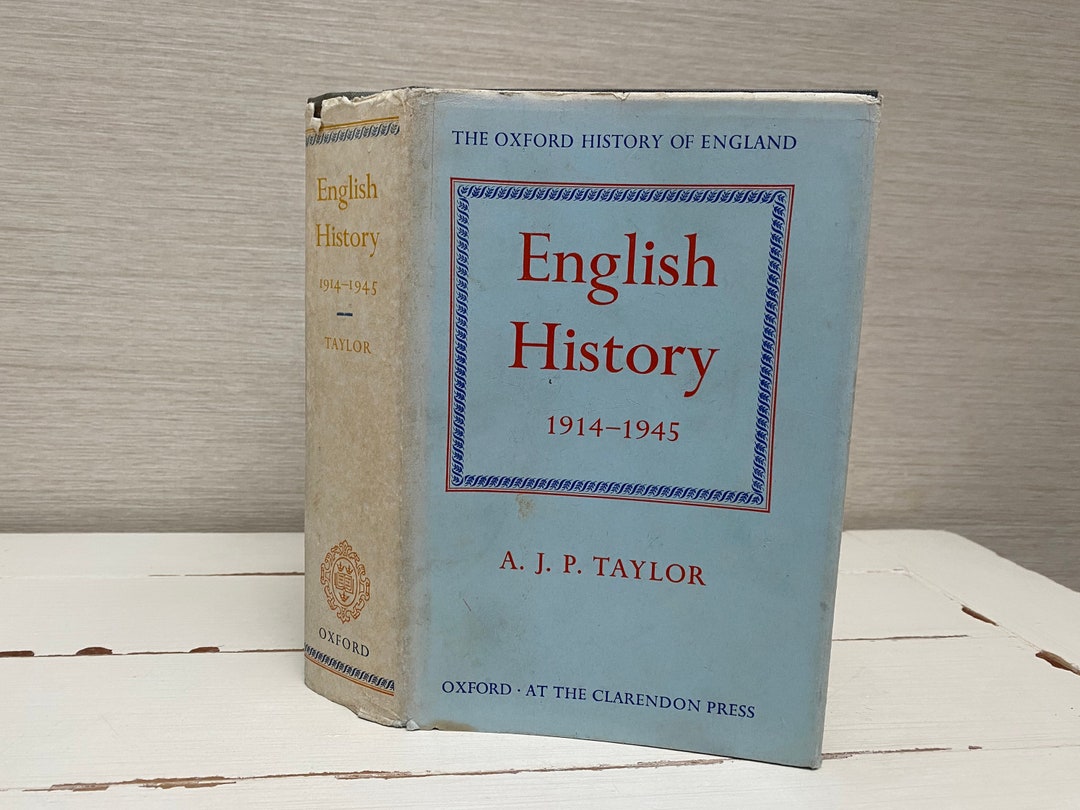 English
History
1914–1945
TAYLOR
OXFORD
THE OXFORD HISTORY OF ENGLAND
English
History
1914–1945
A. J. P. TAYLOR
OXFORD · AT THE CLARENDON PRESS